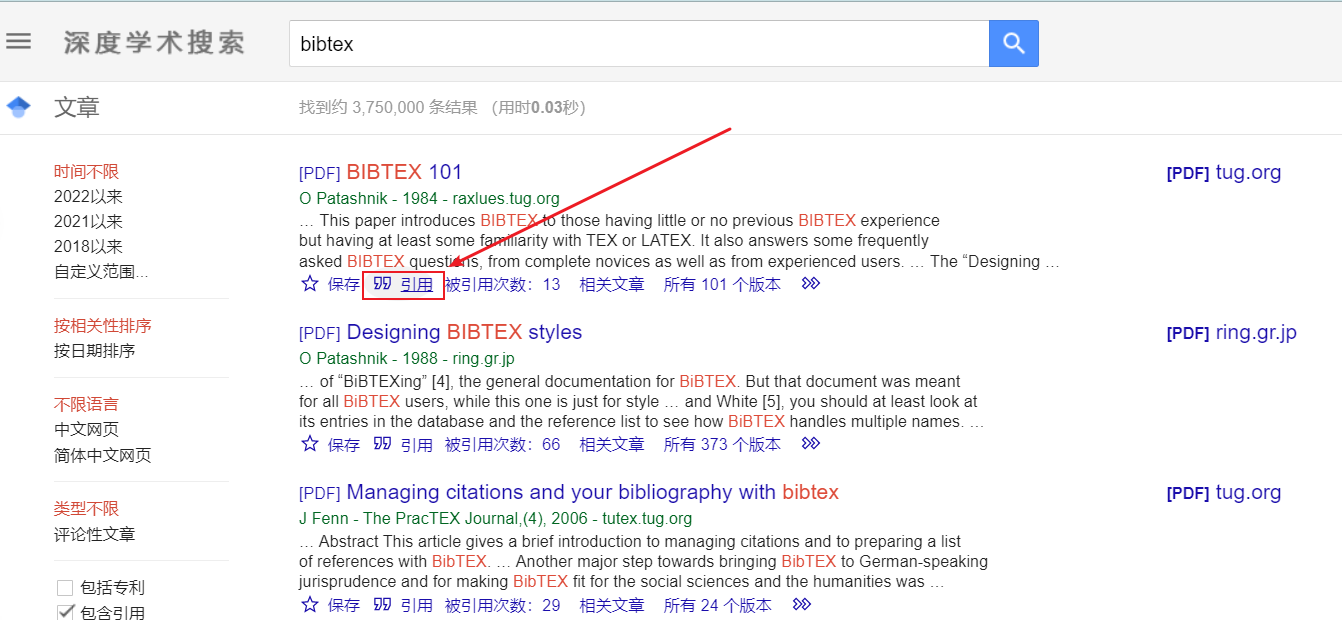 深度学术搜索
bibtex
文章
找到约 3,750,000 条结果 （用时0.03秒）
时间不限
2022以来
2021以来
2018以来
自定义范围...
按相关性排序
按日期排序
不限语言
中文网页
简体中文网页
类型不限
评论性文章
包括专利
包含引用
[PDF] BIBTEX 101
[PDF] tug.org
O Patashnik - 1984 - raxlues.tug.org
… This paper introduces BIBTEX to those having little or no previous BIBTEX experience
but having at least some familiarity with TEX or LATEX. It also answers some frequently
asked BIBTEX questions, from complete novices as well as from experienced users. … The “Designing …
保存 引用 被引用次数：13 相关文章 所有 101 个版本
[PDF] Designing BIBTEX styles
[PDF] ring.gr.jp
O Patashnik - 1988 - ring.gr.jp
… of “BiBTEXing” [4], the general documentation for BiBTEX. But that document was meant
for all BiBTEX users, while this one is just for style … and White [5], you should at least look at
its entries in the database and the reference list to see how BiBTEX handles multiple names. …
保存 引用 被引用次数：66 相关文章 所有 373 个版本
[PDF] Managing citations and your bibliography with bibtex
[PDF] tug.org
J Fenn - The PracTEX Journal,(4), 2006 - tutex.tug.org
… Abstract This article gives a brief introduction to managing citations and to preparing a list
of references with BibTEX. … Another major step towards bringing BibTEX to German-speaking
jurisprudence and for making BibTEX fit for the social sciences and the humanities was …
保存 引用 被引用次数：29 相关文章 所有 24 个版本